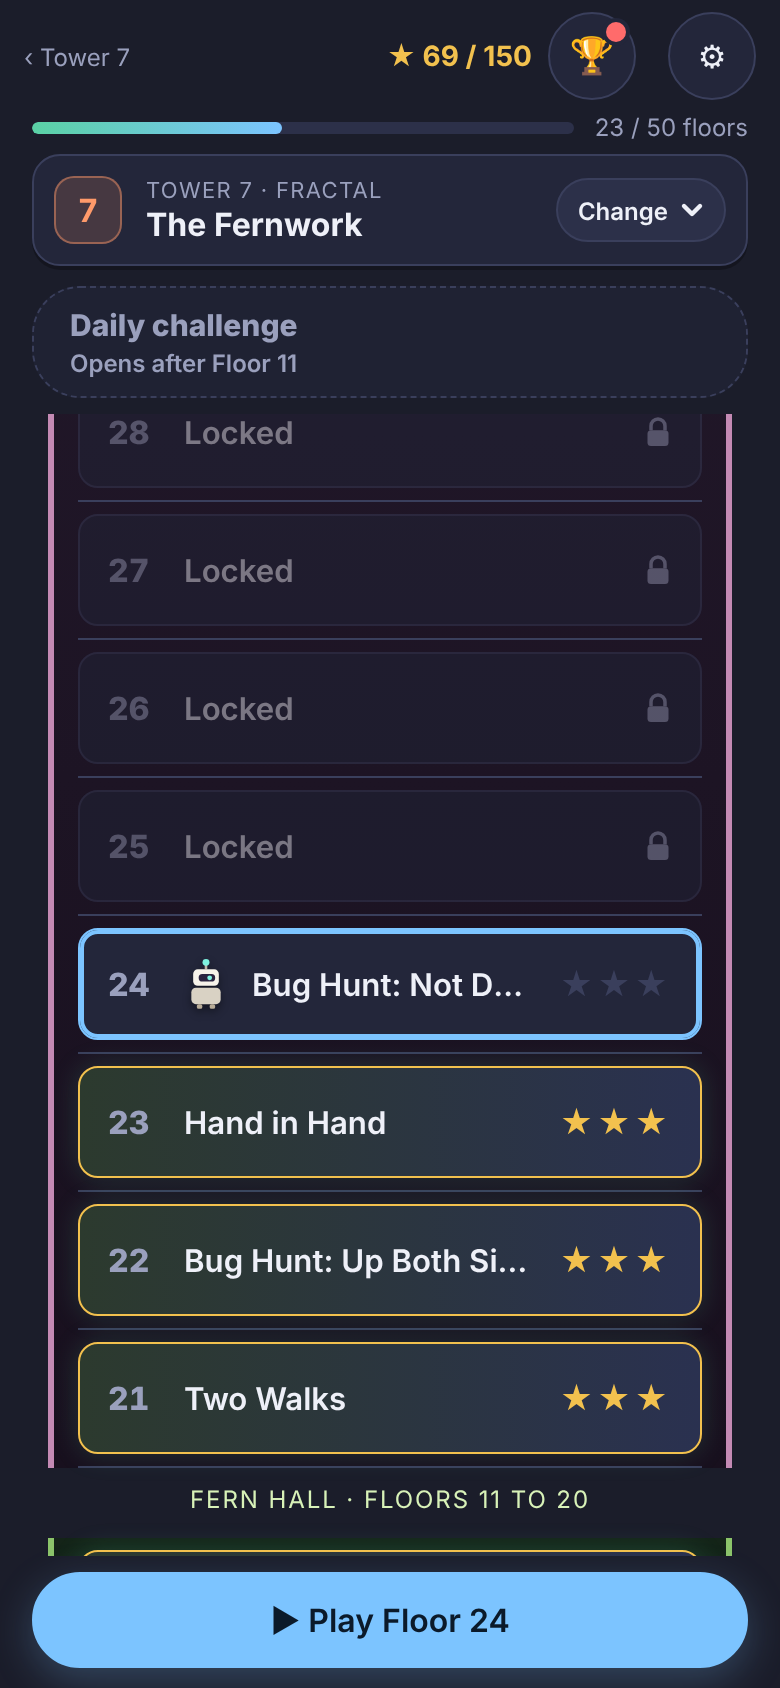 ‹ Tower 7
★ 69 / 150
23 / 50 floors
7
TOWER 7 · FRACTAL
The Fernwork
Change
Daily challenge
Opens after Floor 11
28 Locked
27 Locked
26 Locked
25 Locked
24 Bug Hunt: Not D...
23 Hand in Hand
22 Bug Hunt: Up Both Si...
21 Two Walks
FERN HALL · FLOORS 11 TO 20
▶ Play Floor 24